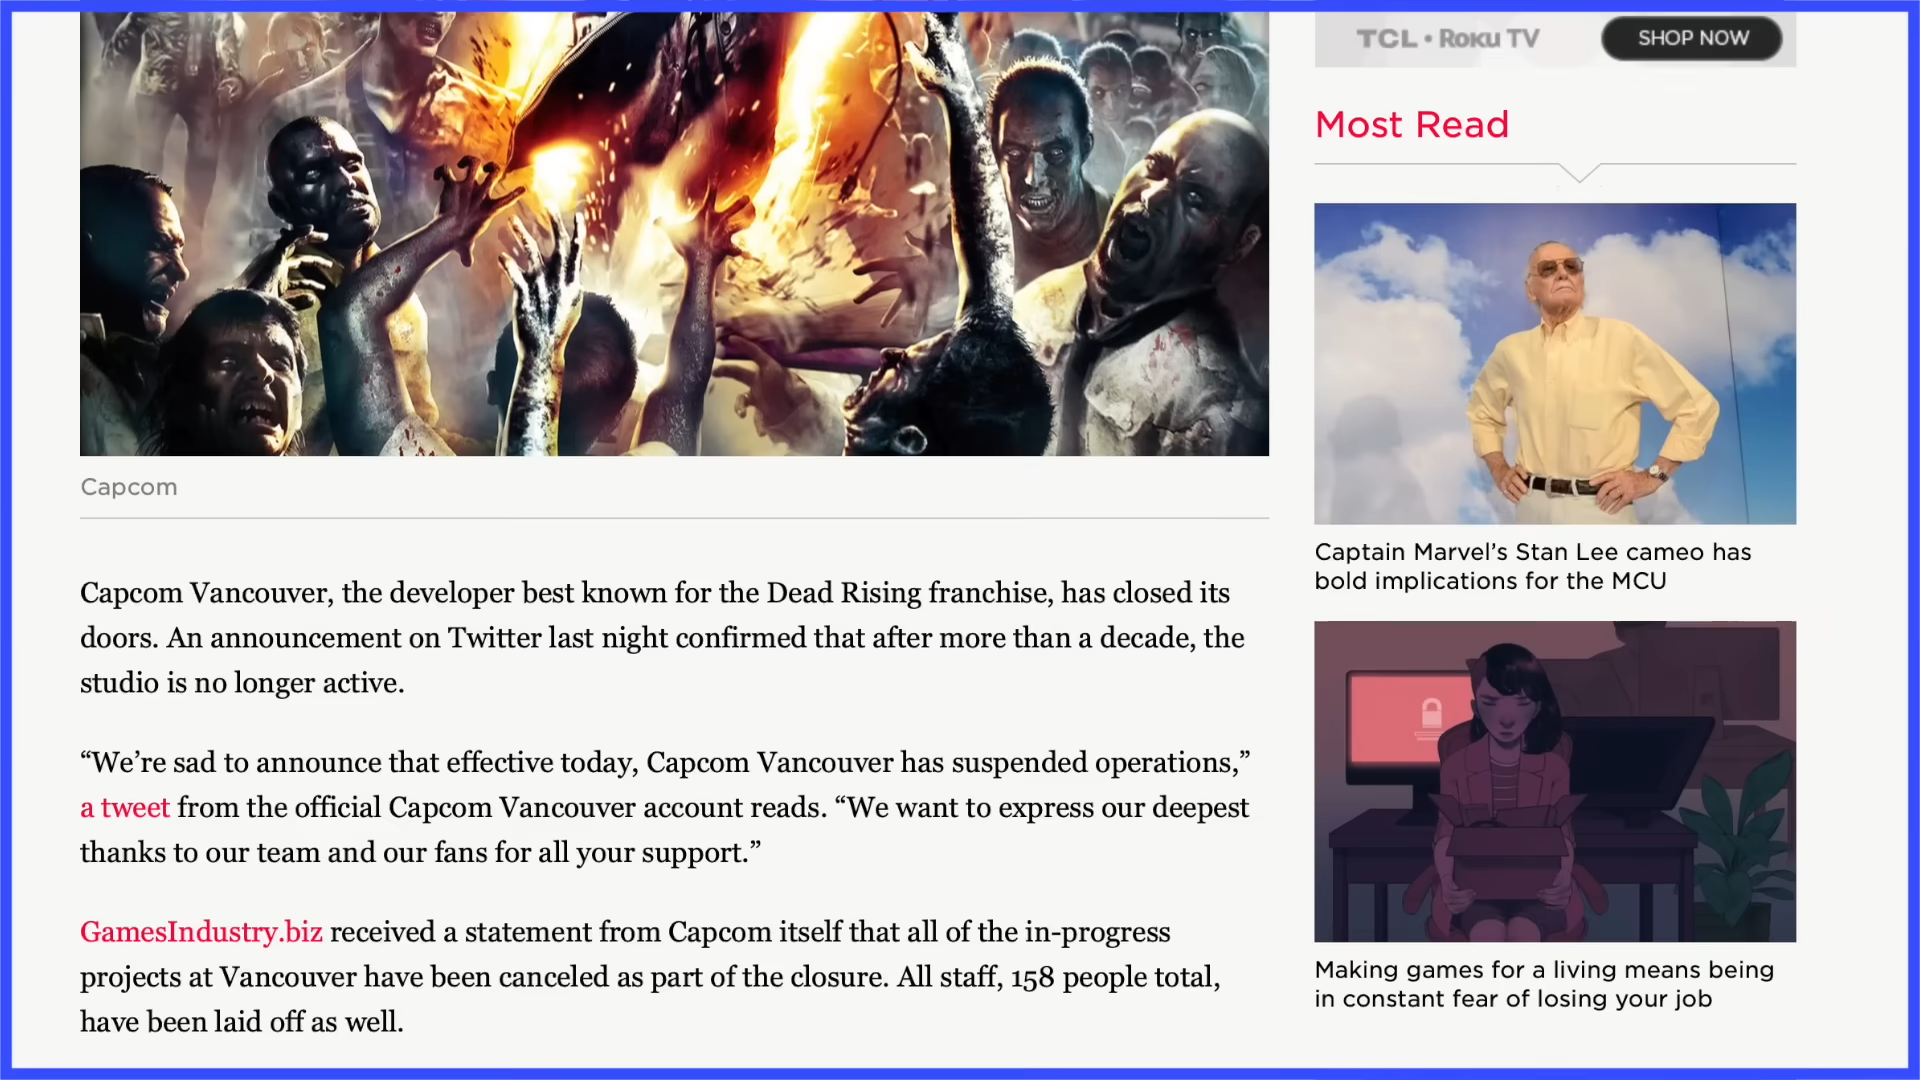 TCL • Roku TV
SHOP NOW
Most Read
Captain Marvel’s Stan Lee cameo has
bold implications for the MCU
Making games for a living means being
in constant fear of losing your job
Capcom
Capcom Vancouver, the developer best known for the Dead Rising franchise, has closed its
doors. An announcement on Twitter last night confirmed that after more than a decade, the
studio is no longer active.
“We’re sad to announce that effective today, Capcom Vancouver has suspended operations,”
a tweet from the official Capcom Vancouver account reads. “We want to express our deepest
thanks to our team and our fans for all your support.”
GamesIndustry.biz received a statement from Capcom itself that all of the in-progress
projects at Vancouver have been canceled as part of the closure. All staff, 158 people total,
have been laid off as well.